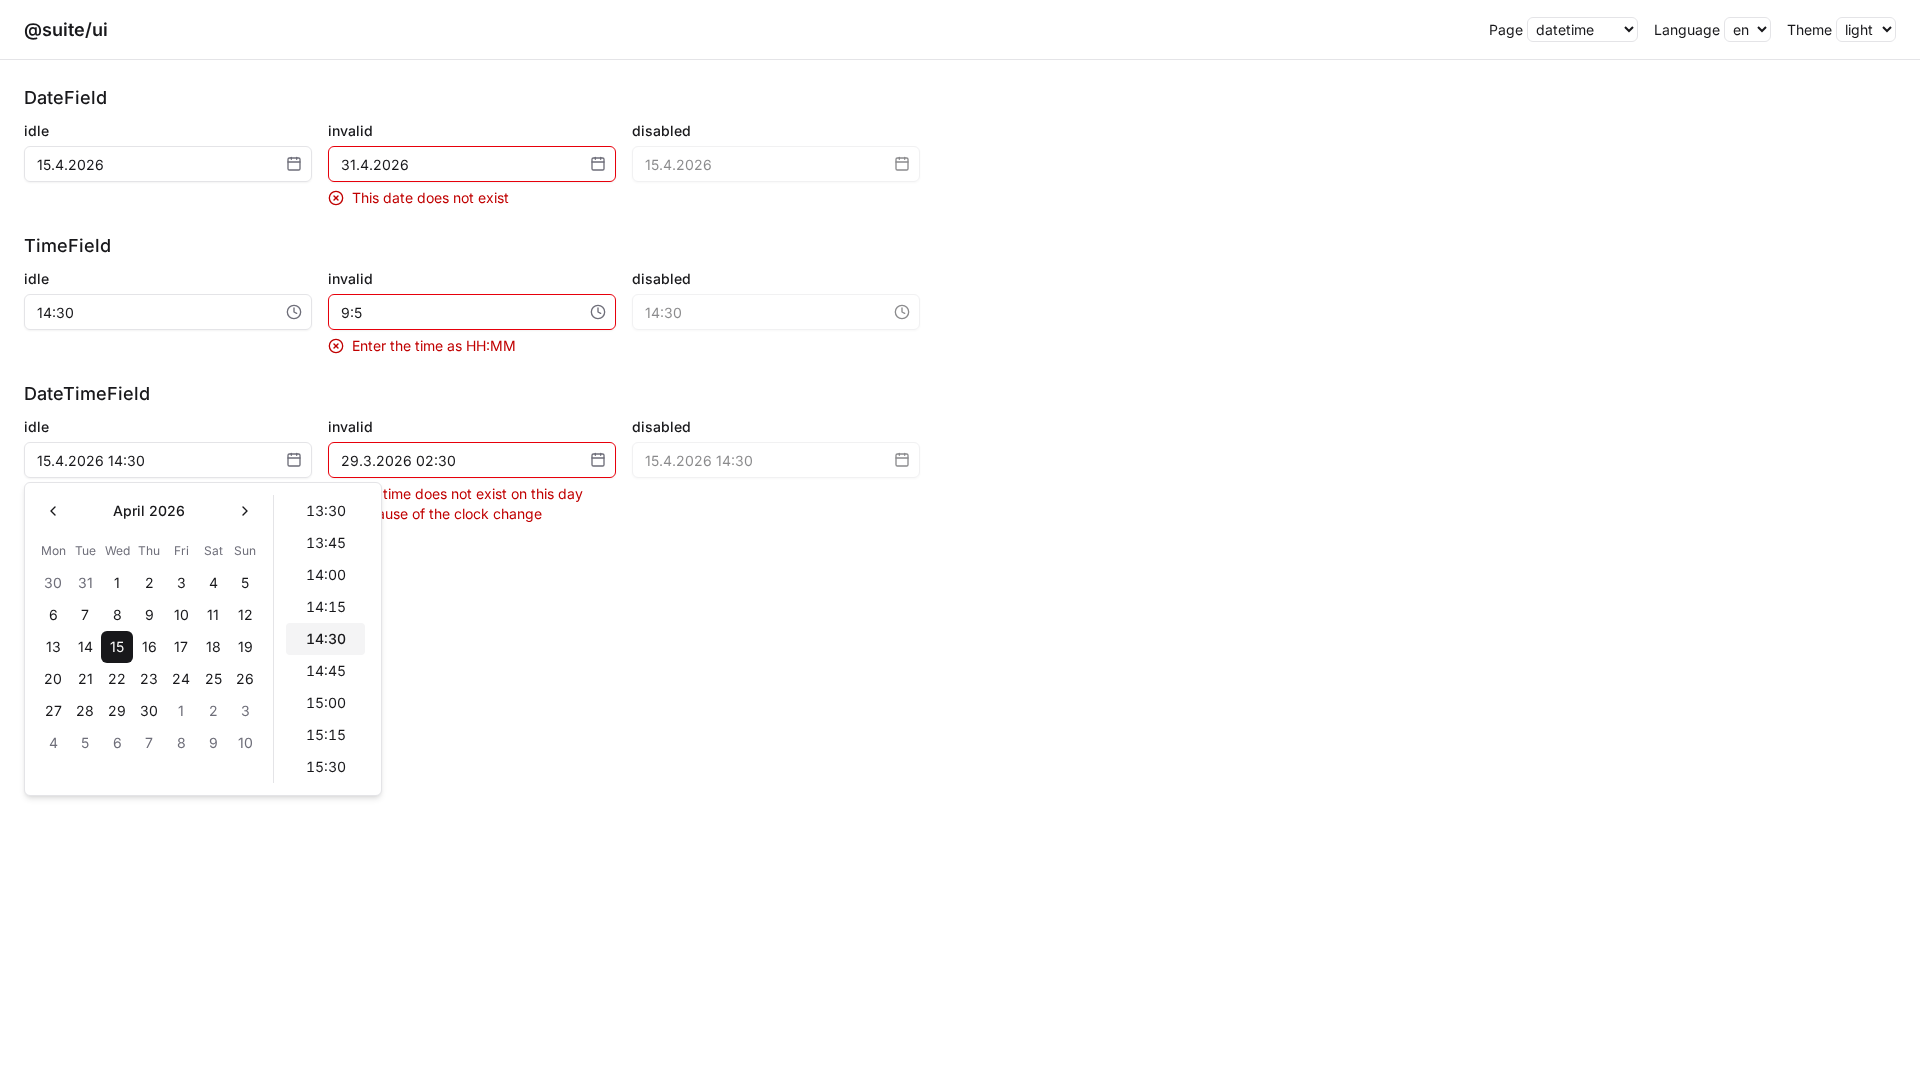 @suite/ui
Page datetime Language en Theme light
DateField
idle invalid disabled
15.4.2026 31.4.2026 15.4.2026
This date does not exist
TimeField
idle invalid disabled
14:30 9:5 14:30
Enter the time as HH:MM
DateTimeField
idle invalid disabled
15.4.2026 14:30 29.3.2026 02:30 15.4.2026 14:30
time does not exist on this day
of the clock change
April 2026
Mon Tue Wed Thu Fri Sat Sun
30 31 1 2 3 4 5
6 7 8 9 10 11 12
13 14 15 16 17 18 19
20 21 22 23 24 25 26
27 28 29 30 1 2 3
4 5 6 7 8 9 10
13:30
13:45
14:00
14:15
14:30
14:45
15:00
15:15
15:30